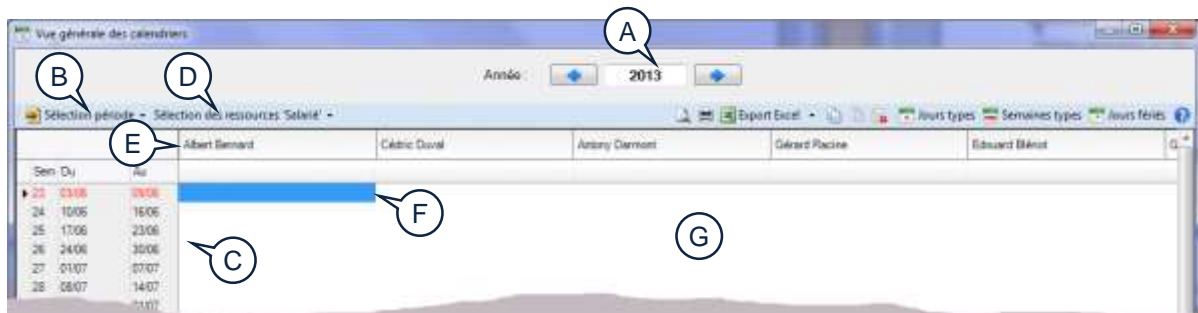 Vue générale des calendriers
A
B
D
Année :
2013
Sélection période
Sélection des ressources 'Salarié'
Export Excel
Jours types
Semaines types
Jours fériés
E
Albert Bernard
Cédric Duval
Antony Darmont
Gérard Racine
Edouard Blériot
G
Sem Du Au
23 03/06 09/06
F
24 10/06 16/06
25 17/06 23/06
G
26 24/06 30/06
C
27 01/07 07/07
28 08/07 14/07